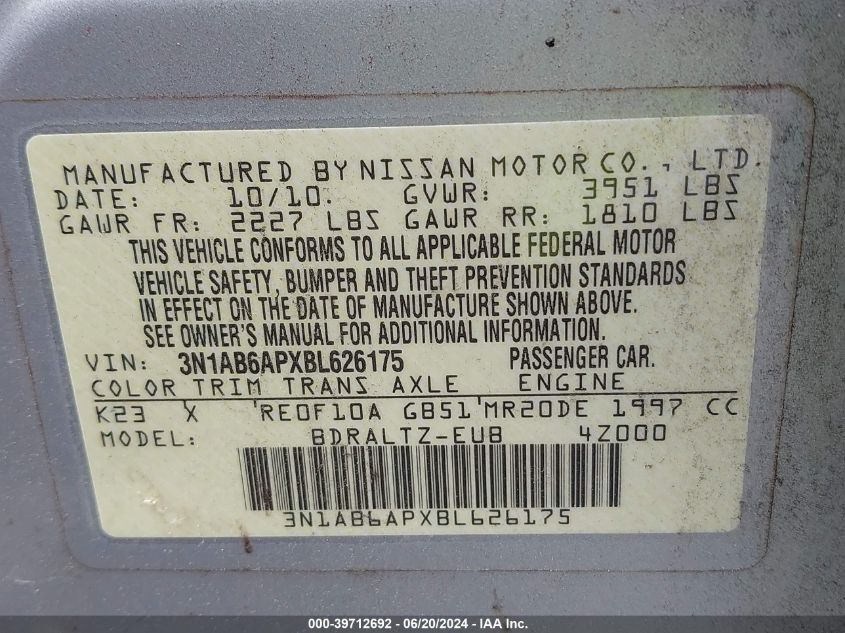 MANUFACTURED BY NISSAN MOTOR CO., LTD.
DATE: 10/10. GVWR: 3951 LBS
GAWR FR: 2227 LBS GAWR RR: 1810 LBS
THIS VEHICLE CONFORMS TO ALL APPLICABLE FEDERAL MOTOR
VEHICLE SAFETY, BUMPER AND THEFT PREVENTION STANDARDS
IN EFFECT ON THE DATE OF MANUFACTURE SHOWN ABOVE.
SEE OWNER'S MANUAL FOR ADDITIONAL INFORMATION.
VIN: 3N1AB6APXBL626175 PASSENGER CAR.
COLOR TRIM TRANS AXLE ENGINE
K23 X RE0F10A GB51 MR20DE 1997 CC
MODEL: BDRALTZ-EUB 4Z000
3N1AB6APXBL626175
000-39712692 - 06/20/2024 - IAAI.com